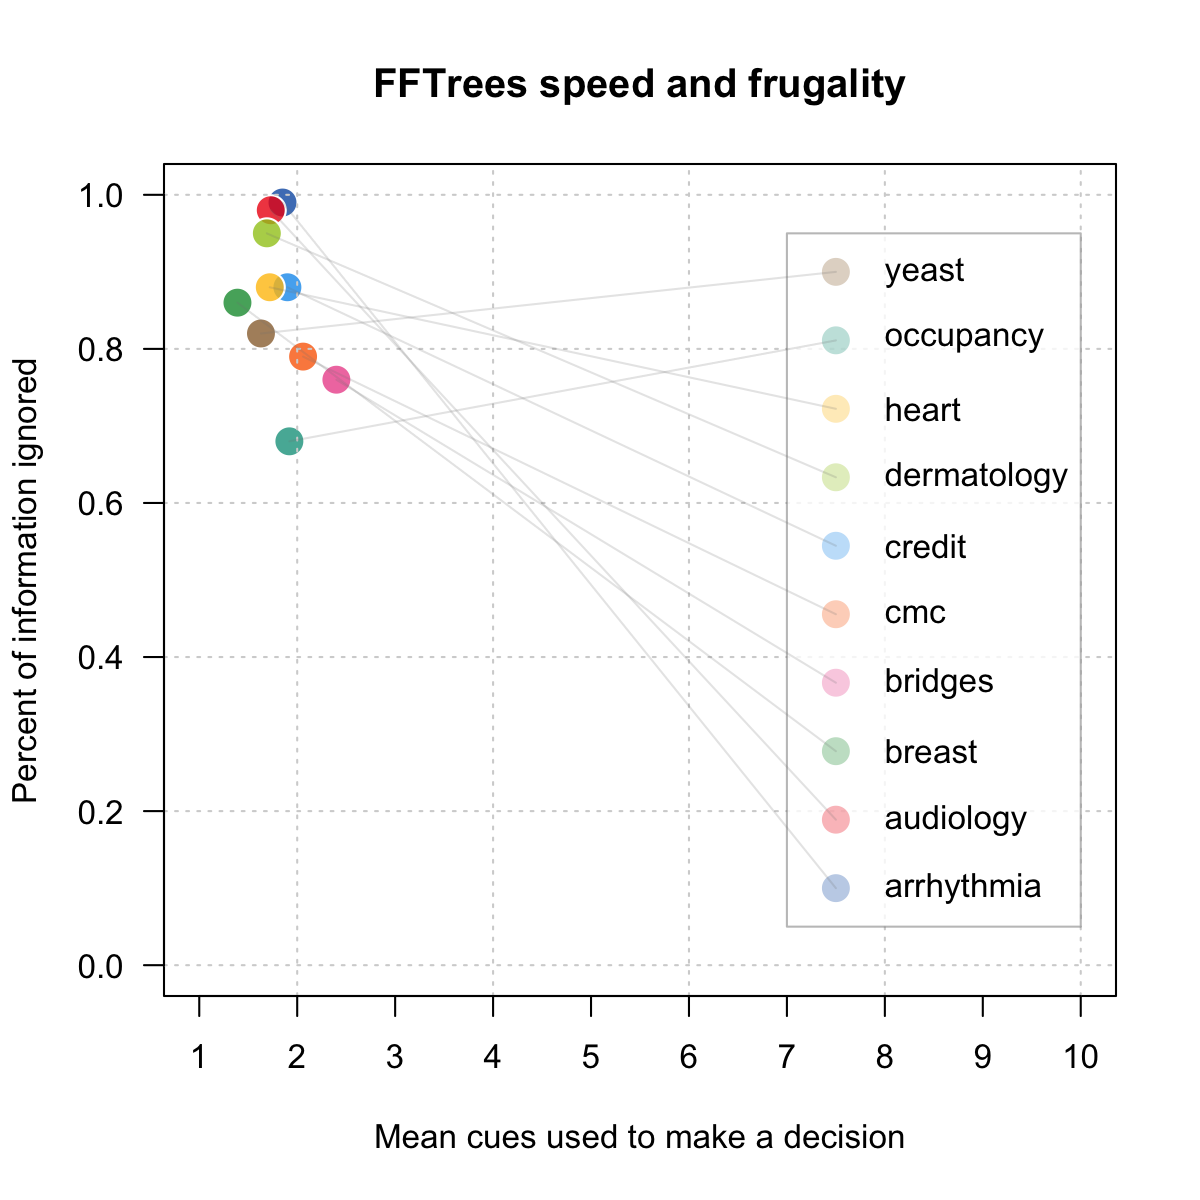 FFTrees speed and frugality
Percent of information ignored
1.0
0.8
0.6
0.4
0.2
0.0
yeast
occupancy
heart
dermatology
credit
cmc
bridges
breast
audiology
arrhythmia
1 2 3 4 5 6 7 8 9 10
Mean cues used to make a decision